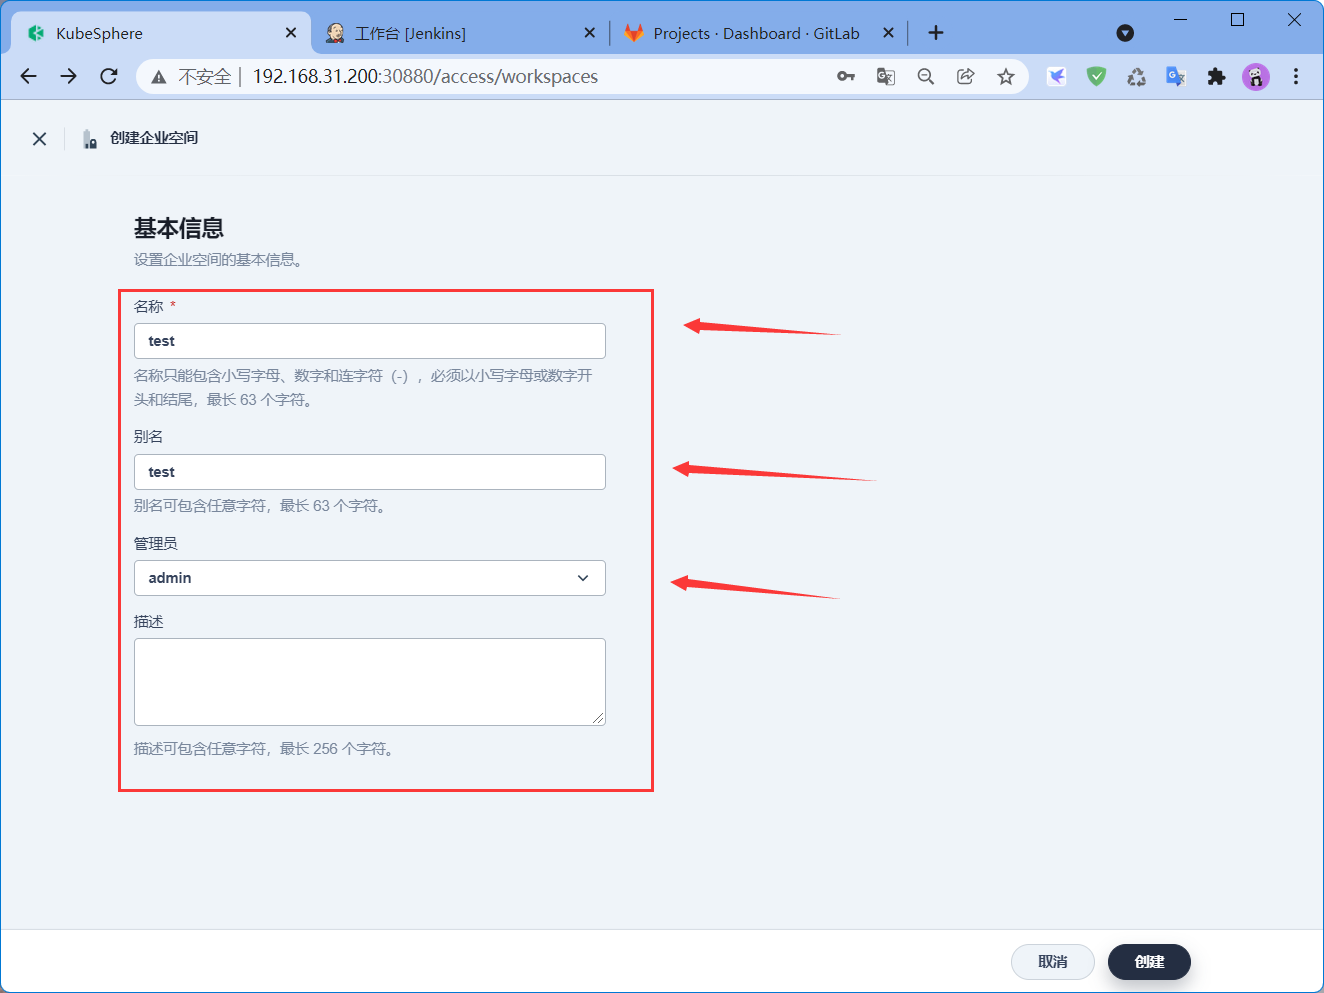 KubeSphere
工作台 [Jenkins]
Projects · Dashboard · GitLab
不安全
192.168.31.200:30880/access/workspaces
创建企业空间
基本信息
设置企业空间的基本信息。
名称 *
test
名称只能包含小写字母、数字和连字符（-），必须以小写字母或数字开
头和结尾，最长 63 个字符。
别名
test
别名可包含任意字符，最长 63 个字符。
管理员
admin
描述
描述可包含任意字符，最长 256 个字符。
取消
创建